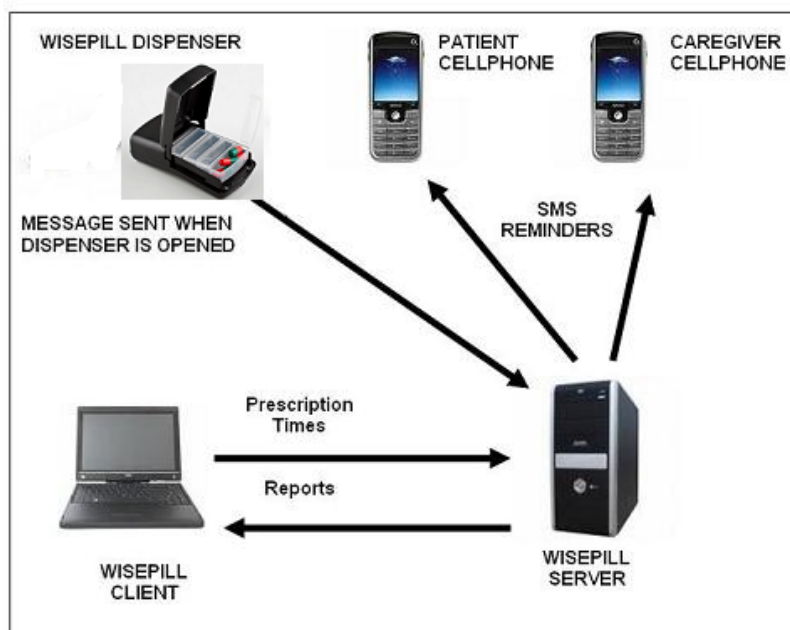 WISEPILL DISPENSER
PATIENT
CELLPHONE
CAREGIVER
CELLPHONE
MESSAGE SENT WHEN
DISPENSER IS OPENED
SMS
REMINDERS
Prescription
Times
Reports
WISEPILL
CLIENT
WISEPILL
SERVER